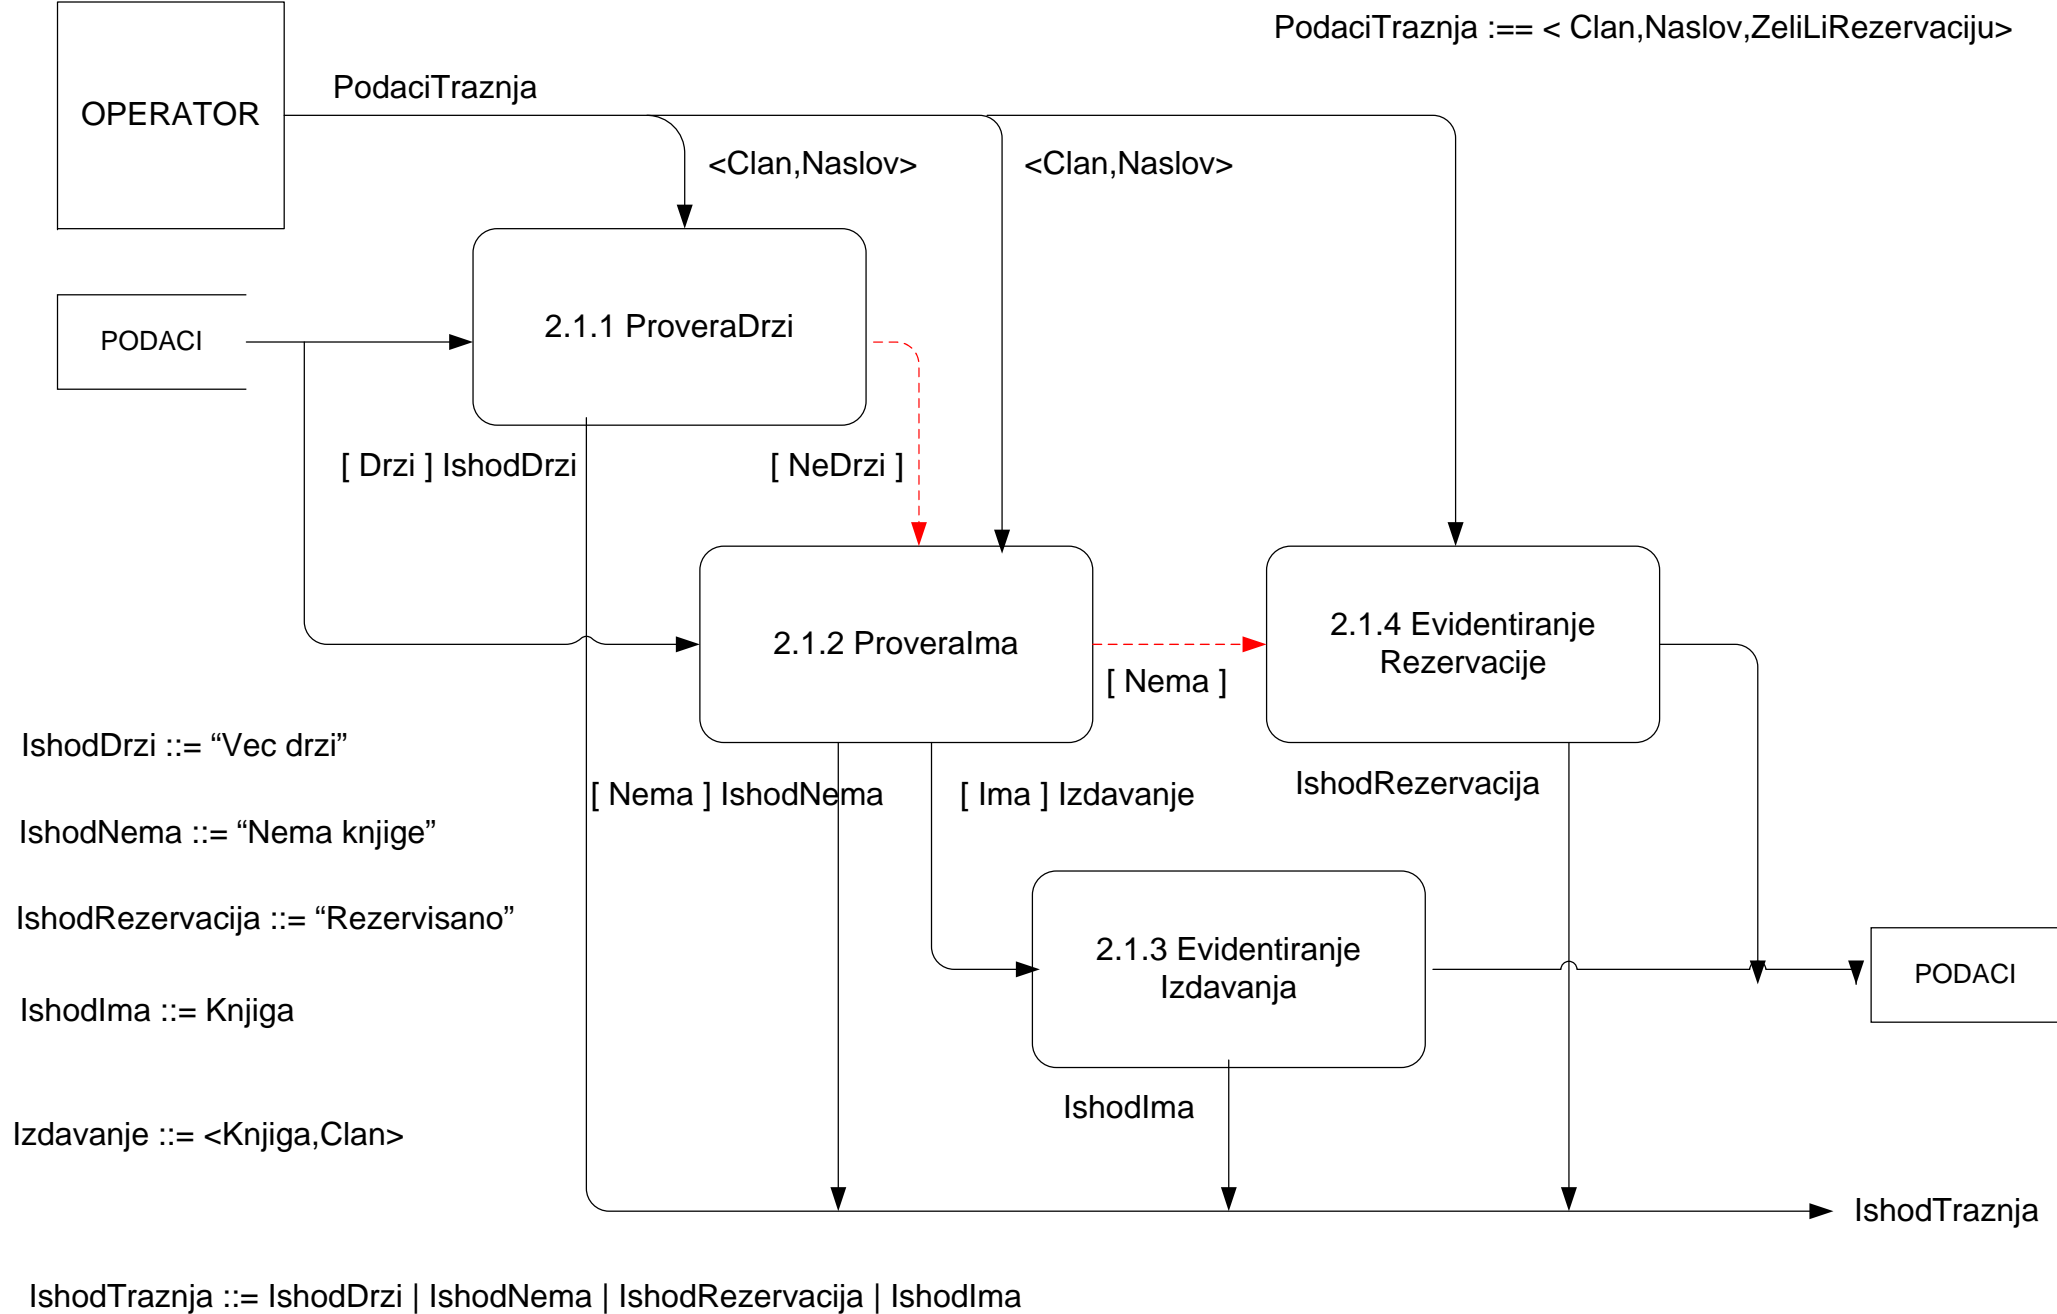 PodaciTraznja :== < Clan,Naslov,ZeliLiRezervaciju>
PodaciTraznja
OPERATOR
<Clan,Naslov>
<Clan,Naslov>
2.1.1 ProveraDrzi
PODACI
[ Drzi ] IshodDrzi
[ NeDrzi ]
2.1.2 ProveraIma
2.1.4 Evidentiranje
Rezervacije
[ Nema ]
IshodDrzi ::= “Vec drzi”
[ Nema ] IshodNema
[ Ima ] Izdavanje
IshodRezervacija
IshodNema ::= “Nema knjige”
IshodRezervacija ::= “Rezervisano”
2.1.3 Evidentiranje
Izdavanja
PODACI
IshodIma ::= Knjiga
IshodIma
Izdavanje ::= <Knjiga,Clan>
IshodTraznja
IshodTraznja ::= IshodDrzi | IshodNema | IshodRezervacija | IshodIma